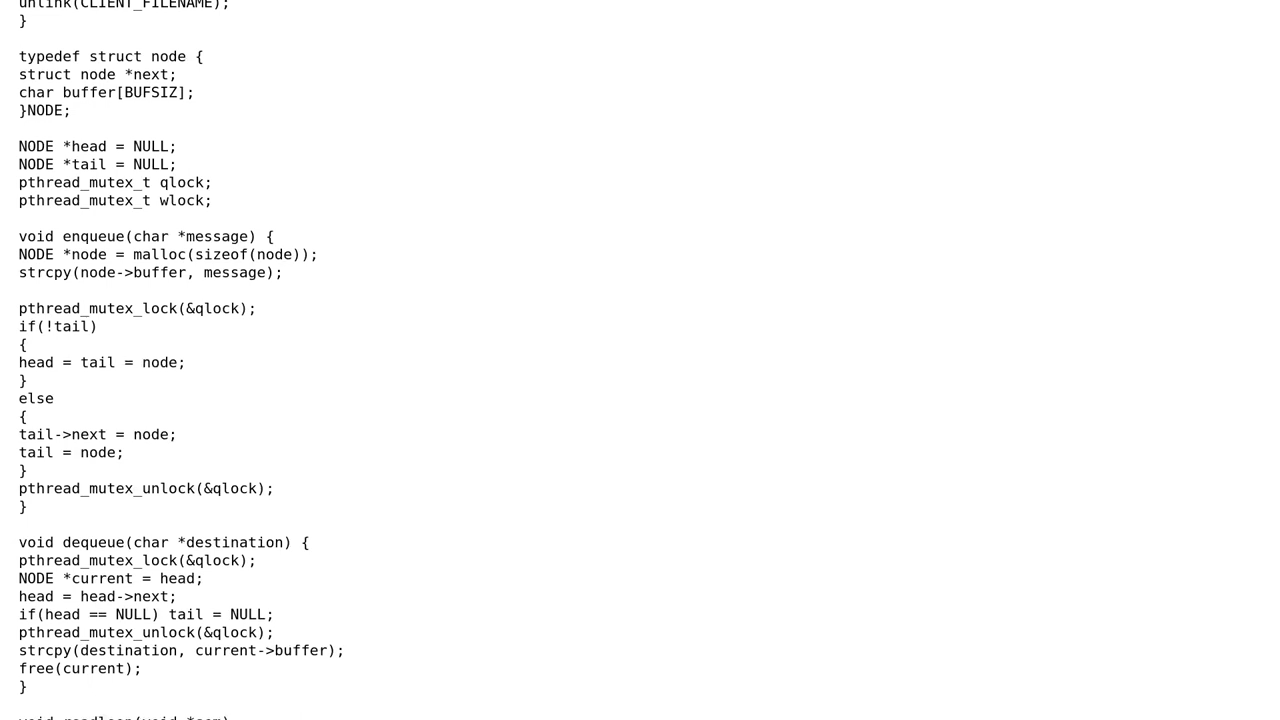 unlink(CLIENT_FILENAME);
}
typedef struct node {
struct node *next;
char buffer[BUFSIZ];
}NODE;
NODE *head = NULL;
NODE *tail = NULL;
pthread_mutex_t qlock;
pthread_mutex_t wlock;
void enqueue(char *message) {
NODE *node = malloc(sizeof(node));
strcpy(node->buffer, message);
pthread_mutex_lock(&qlock);
if(!tail)
{
head = tail = node;
}
else
{
tail->next = node;
tail = node;
}
pthread_mutex_unlock(&qlock);
}
void dequeue(char *destination) {
pthread_mutex_lock(&qlock);
NODE *current = head;
head = head->next;
if(head == NULL) tail = NULL;
pthread_mutex_unlock(&qlock);
strcpy(destination, current->buffer);
free(current);
}